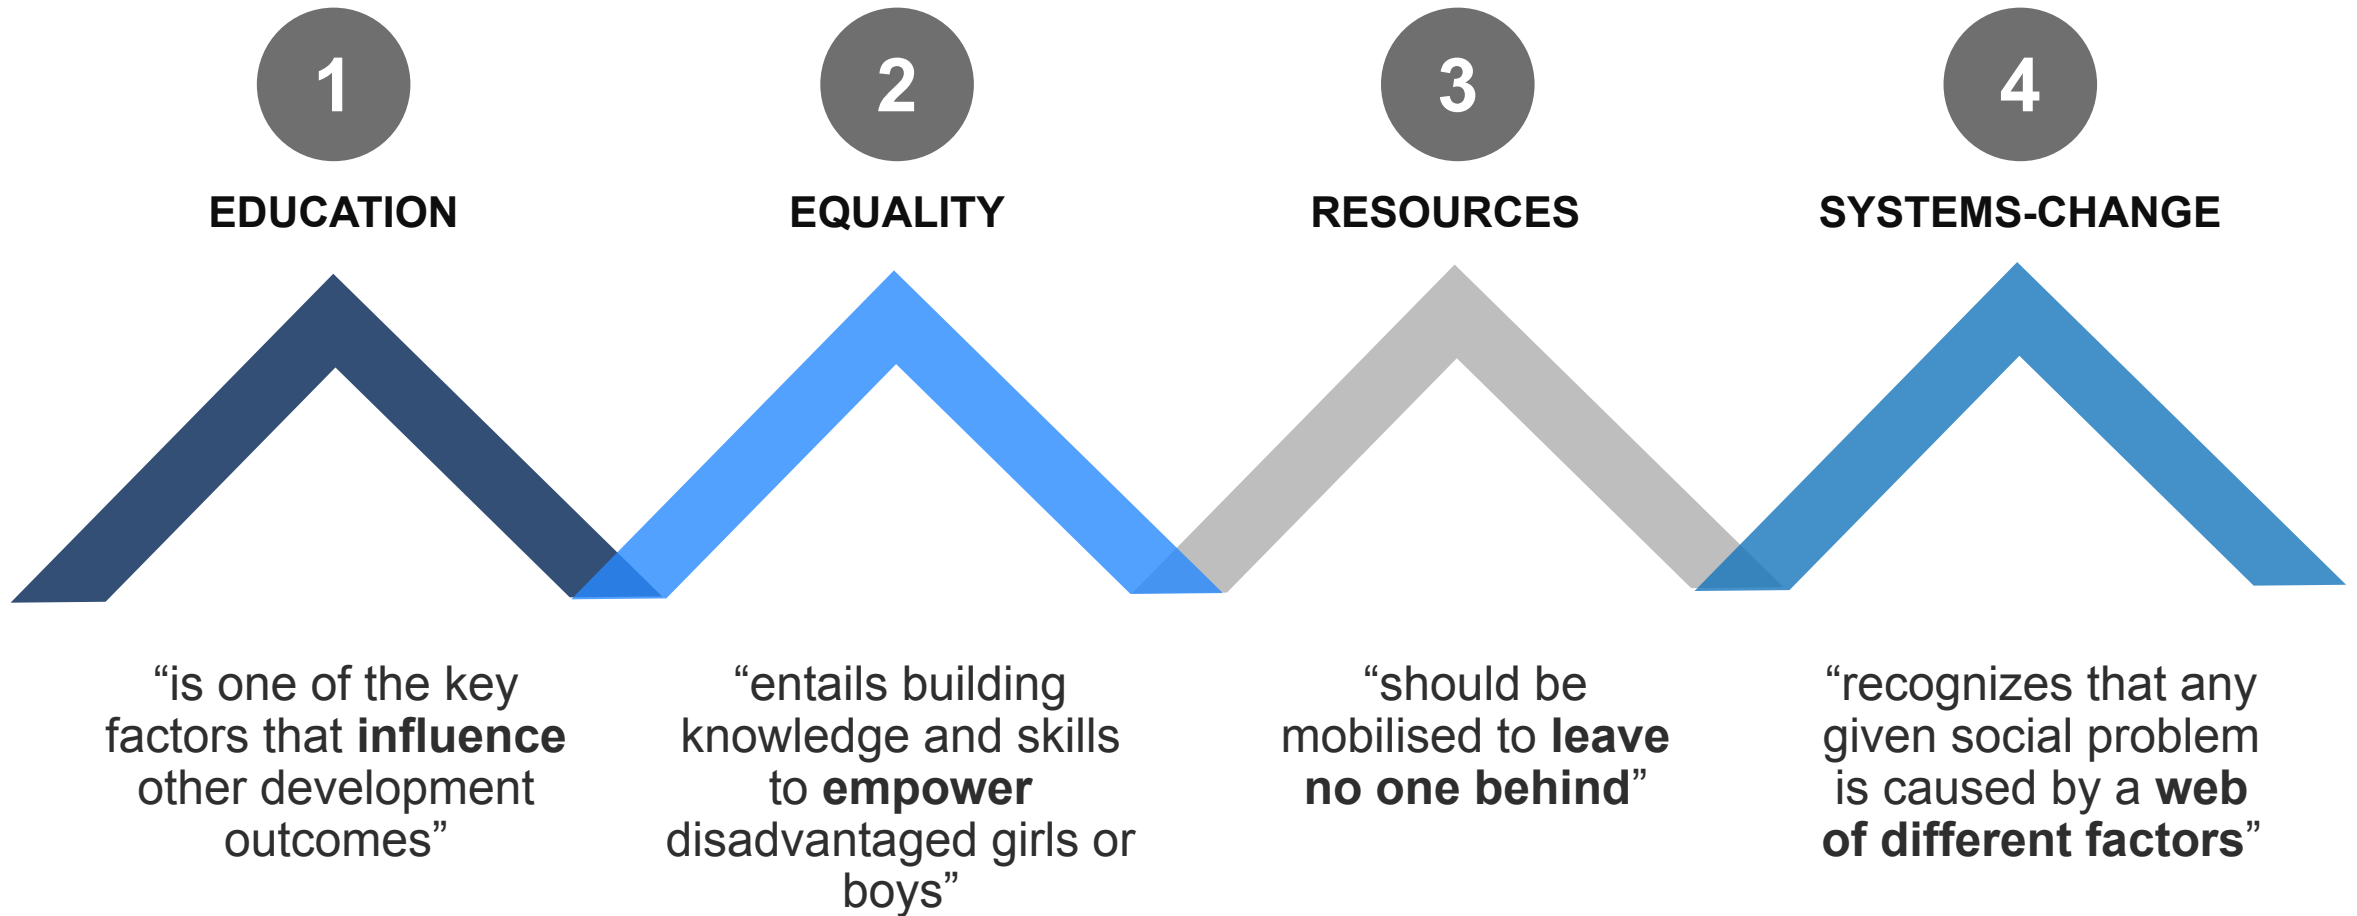 1
EDUCATION
“is one of the key
factors that influence
other development
outcomes”
2
EQUALITY
“entails building
knowledge and skills
to empower
disadvantaged girls or
boys”
3
RESOURCES
“should be
mobilised to leave
no one behind”
4
SYSTEMS-CHANGE
“recognizes that any
given social problem
is caused by a web
of different factors”